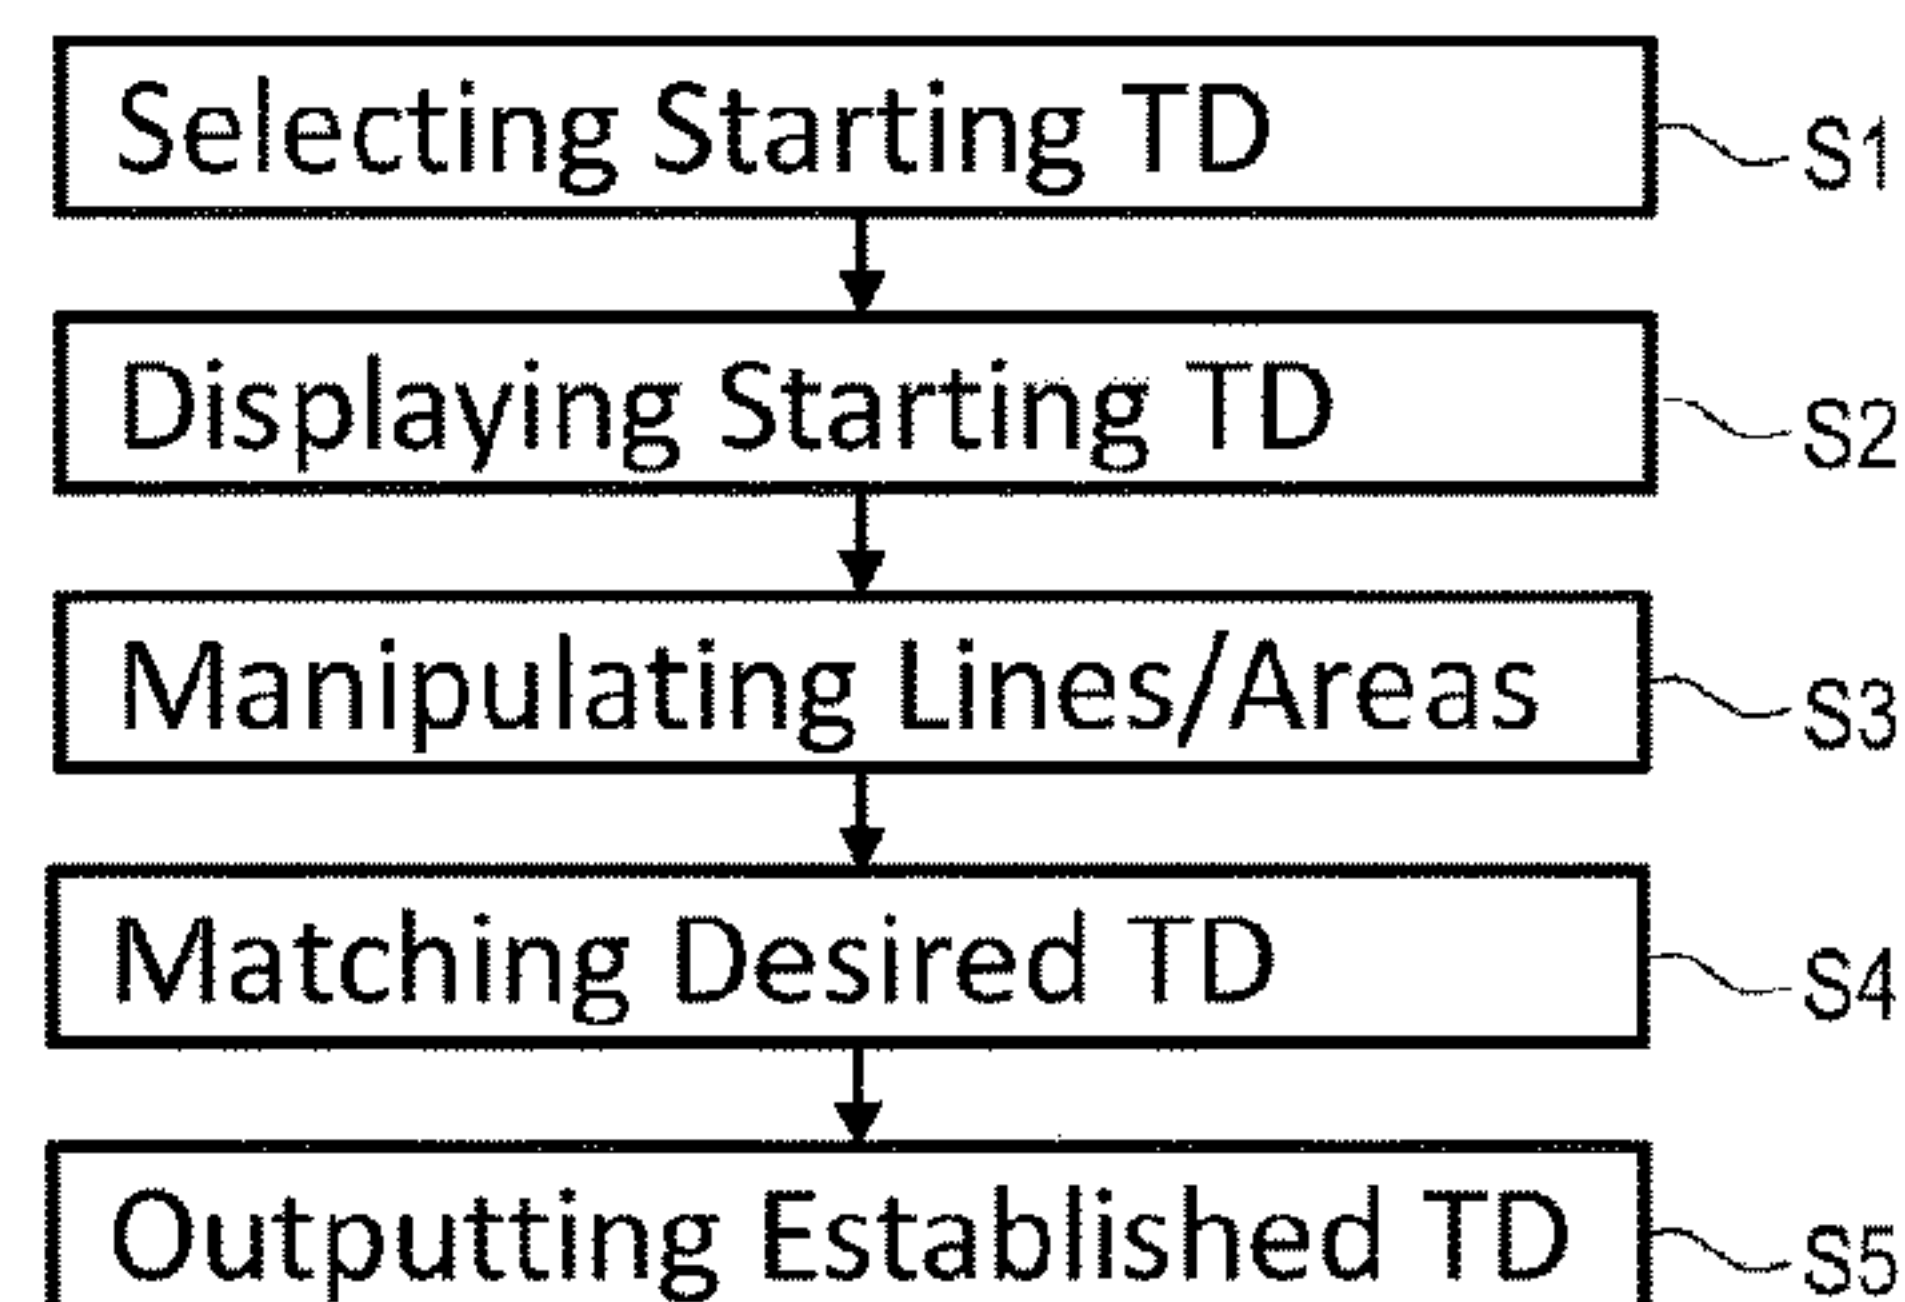 Selecting Starting TD S1
Displaying Starting TD S2
Manipulating Lines/Areas S3
Matching Desired TD S4
Outputting Established TD S5